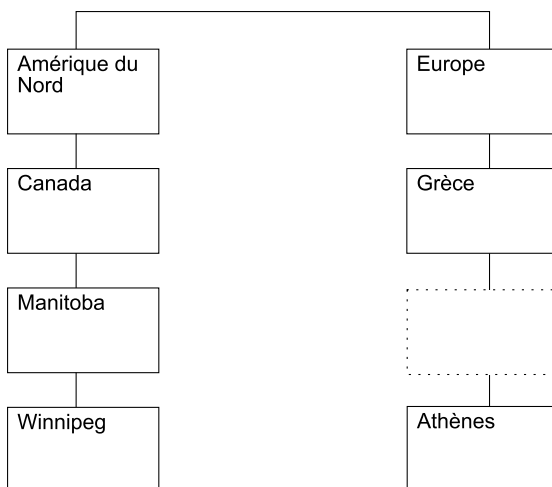 Amérique du
Nord
Europe
Canada
Grèce
Manitoba
Winnipeg
Athènes